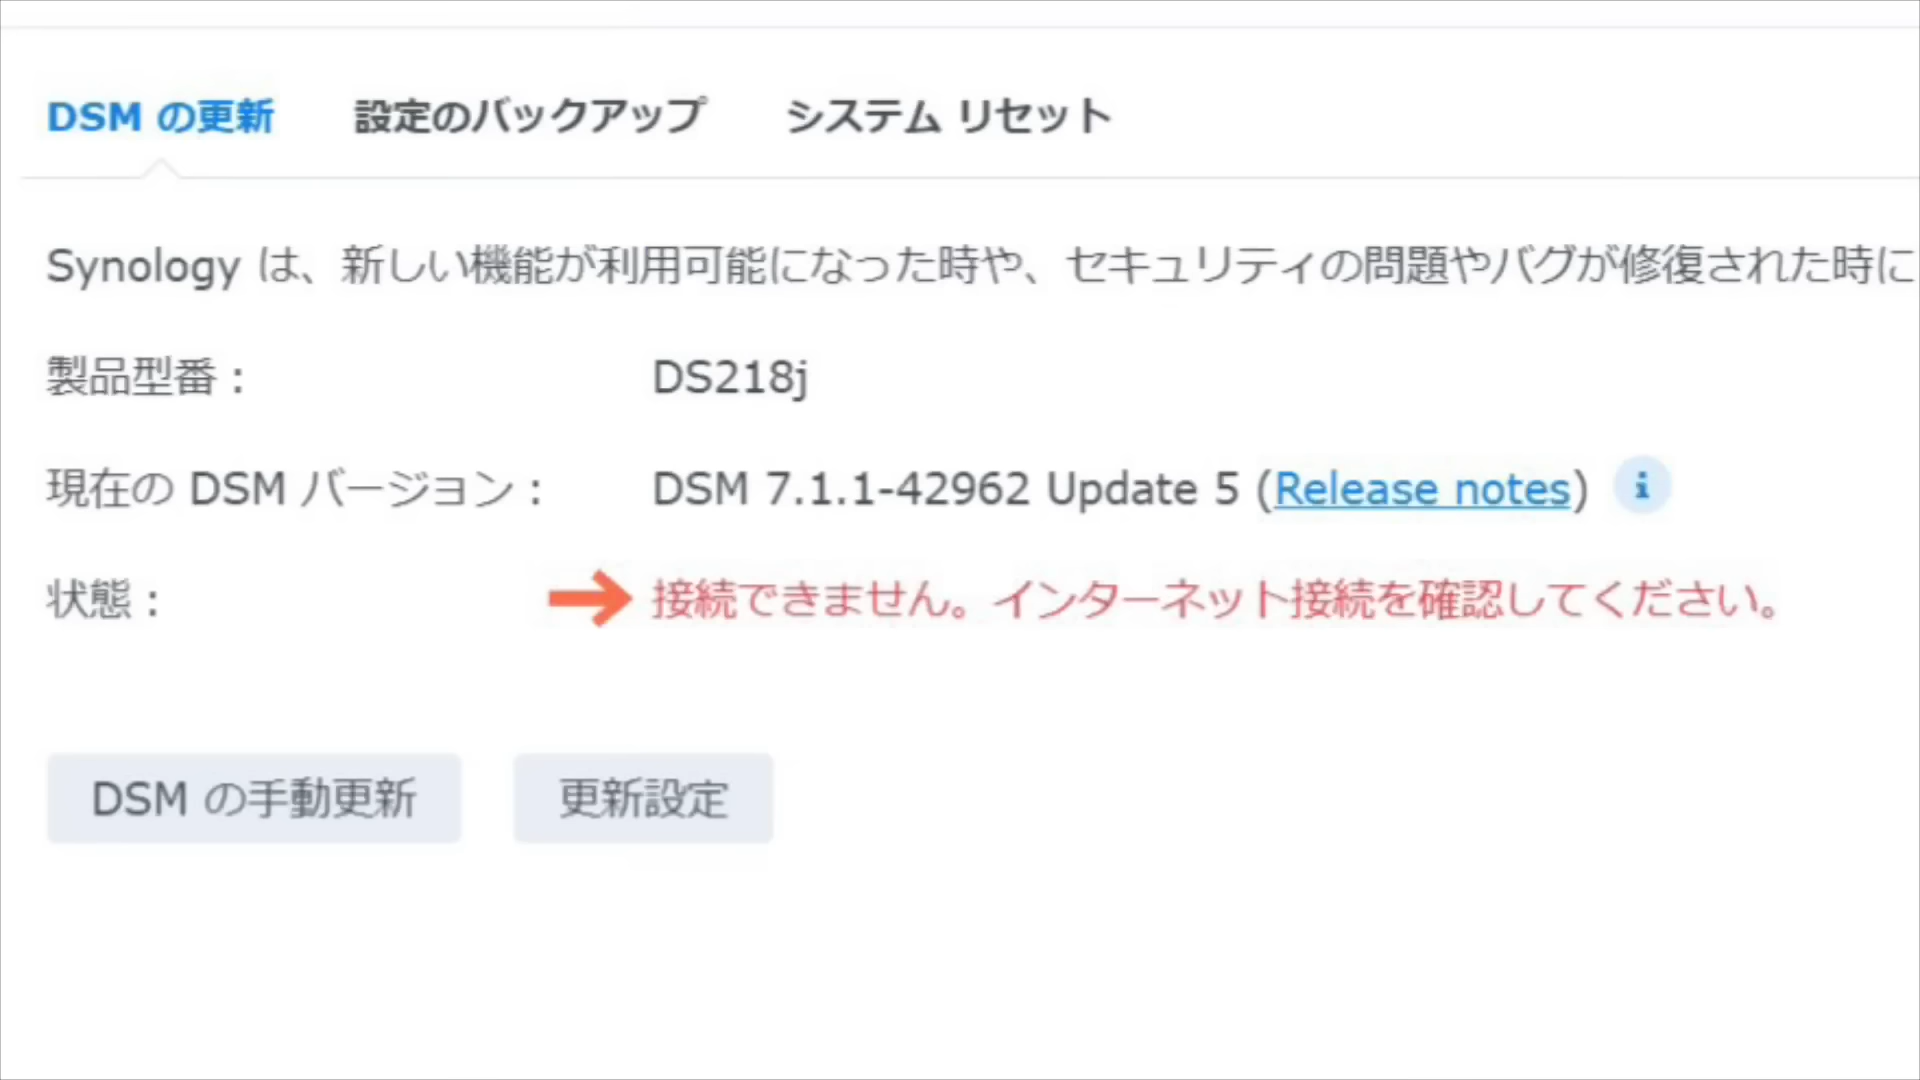 DSM の更新 設定のバックアップ システム リセット
Synology は、新しい機能が利用可能になった時や、セキュリティの問題やバグが修復された時に
製品型番： DS218j
現在の DSM バージョン： DSM 7.1.1-42962 Update 5 (Release notes) i
状態： 接続できません。インターネット接続を確認してください。
DSM の手動更新 更新設定